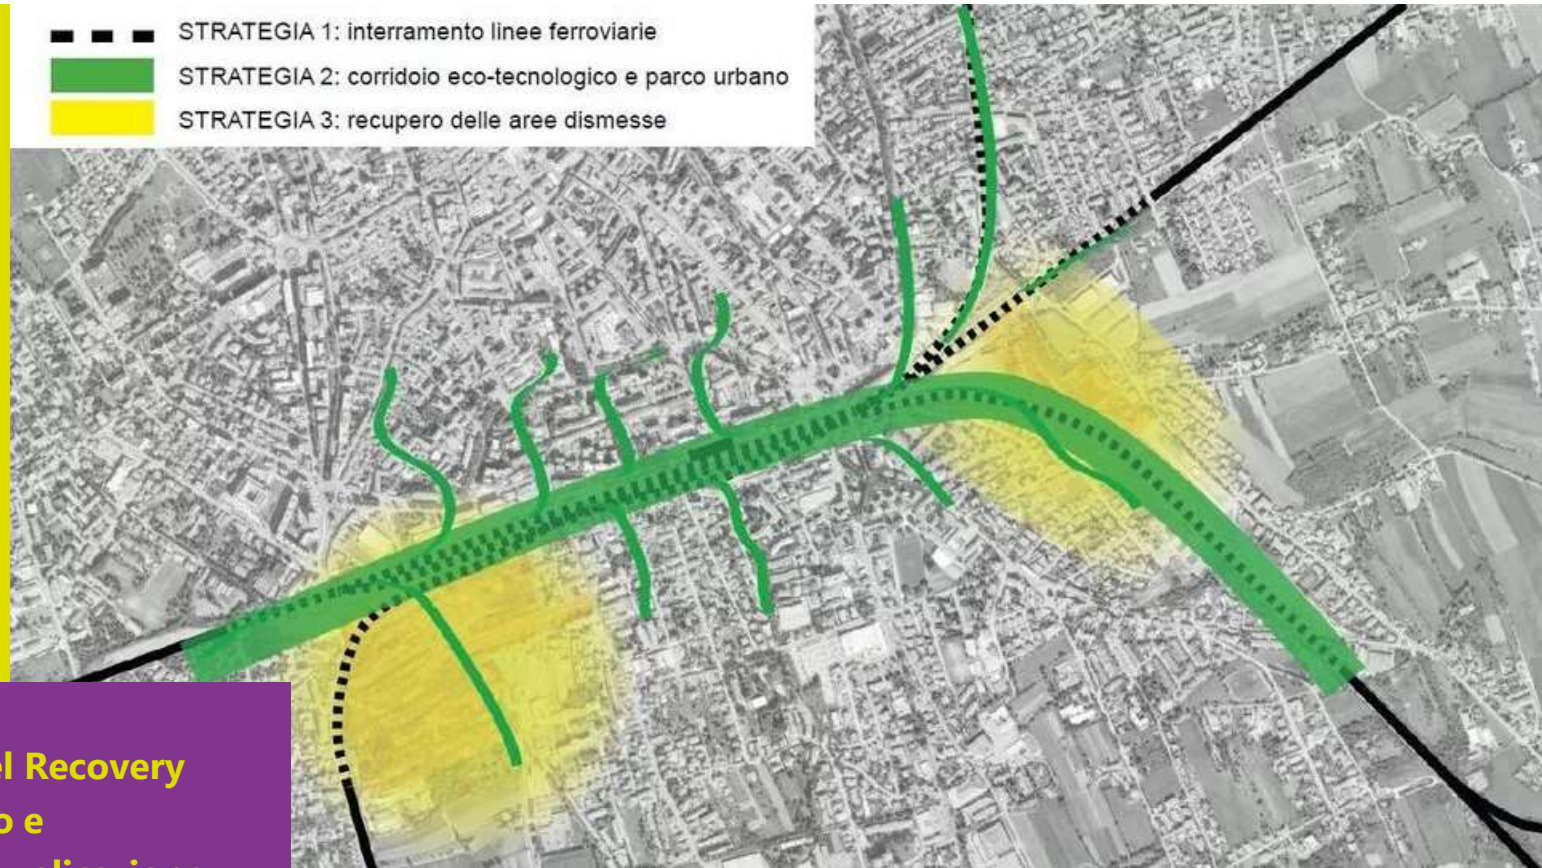 STRATEGIA 1: interramento linee ferroviarie
STRATEGIA 2: corridoio eco-tecnologico e parco urbano
STRATEGIA 3: recupero delle aree dismesse
Recovery
e